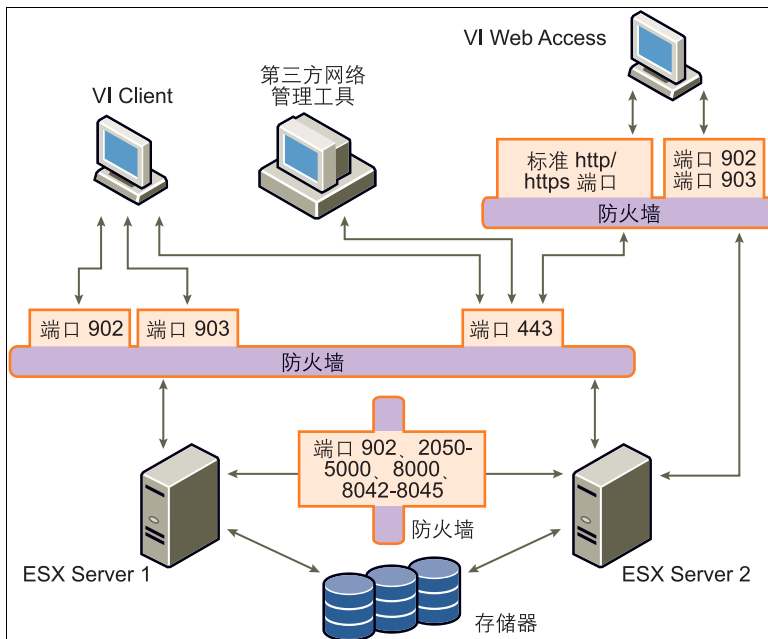 VI Web Access
第三方网络
管理工具
VI Client
标准 http/
https 端口
端口 902
端口 903
防火墙
端口 902
端口 903
端口 443
防火墙
端口 902、2050-
5000、8000、
8042-8045
防火墙
ESX Server 1
ESX Server 2
存储器